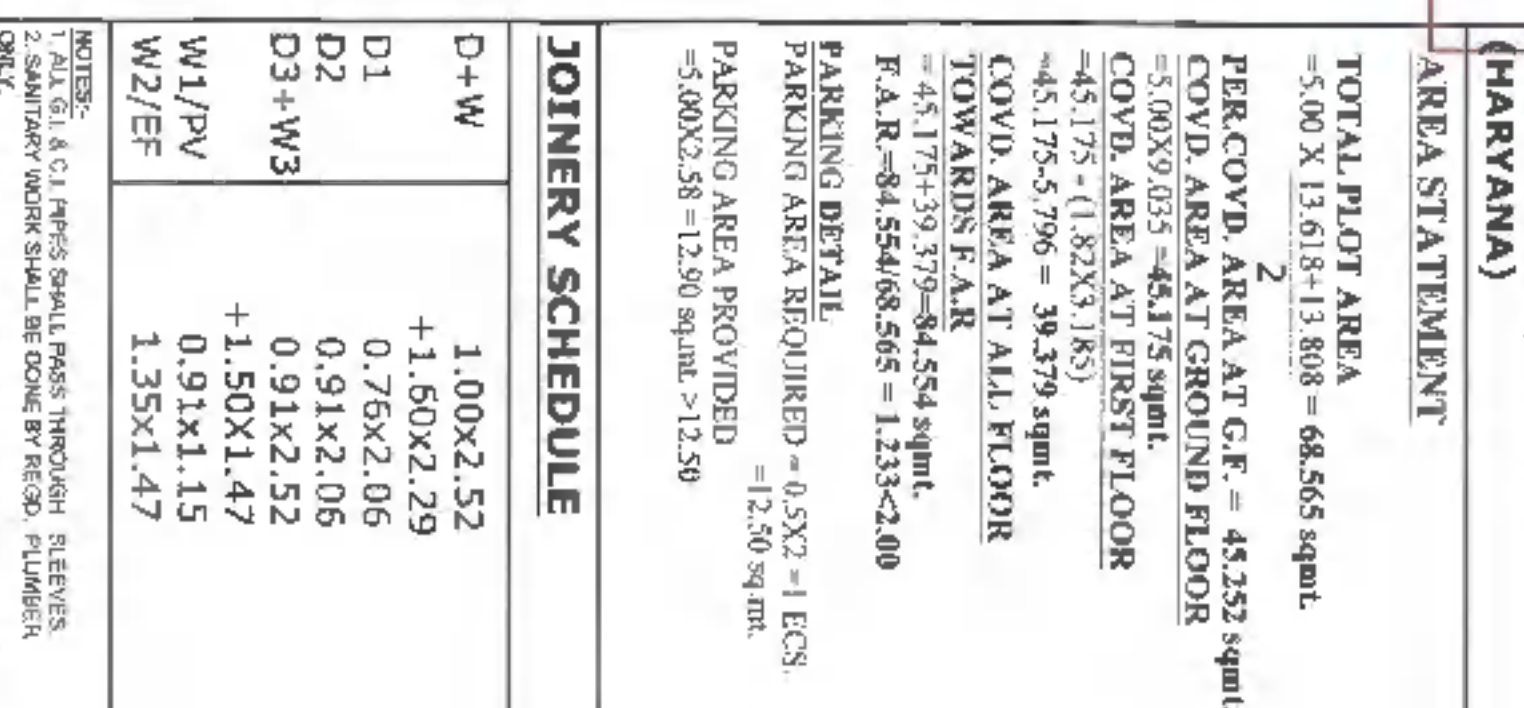 (HARYANA)
AREA STATEMENT
TOTAL PLOT AREA
=5.00 X 13.618+13.808 = 68.565 sqmt.
2
PER.COVD. AREA AT G.F. = 45.252 sqmt
COVD. AREA AT GROUND FLOOR
=5.00X9.035 =45.175 sqmt.
COVD. AREA AT FIRST FLOOR
=45.175 - (1.82X3.185)
=45.175-5.796 = 39.379 sqmt.
COVD. AREA AT ALL FLOOR
TOWARDS F.A.R
=45.175+39.379=84.554 sqmt.
F.A.R.=84.554/68.565 = 1.233<2.00
PARKING DETAIL
PARKING AREA REQUIRED = 0.5X2 =1 ECS.
=12.50 sq.mt.
PARKING AREA PROVIDED
=5.00X2.58 =12.90 sq.mt. >12.50
JOINERY SCHEDULE
D+W 1.00x2.52
+1.60x2.29
D1 0.76x2.06
D2 0.91x2.06
D3+W3 0.91x2.52
+1.50X1.47
W1/PV 0.91x1.15
W2/EF 1.35x1.47
NOTES:-
1. ALL G.I. & C.I. PIPES SHALL PASS THROUGH SLEEVES.
2. SANITARY WORK SHALL BE DONE BY REGD. PLUMBER
ONLY.